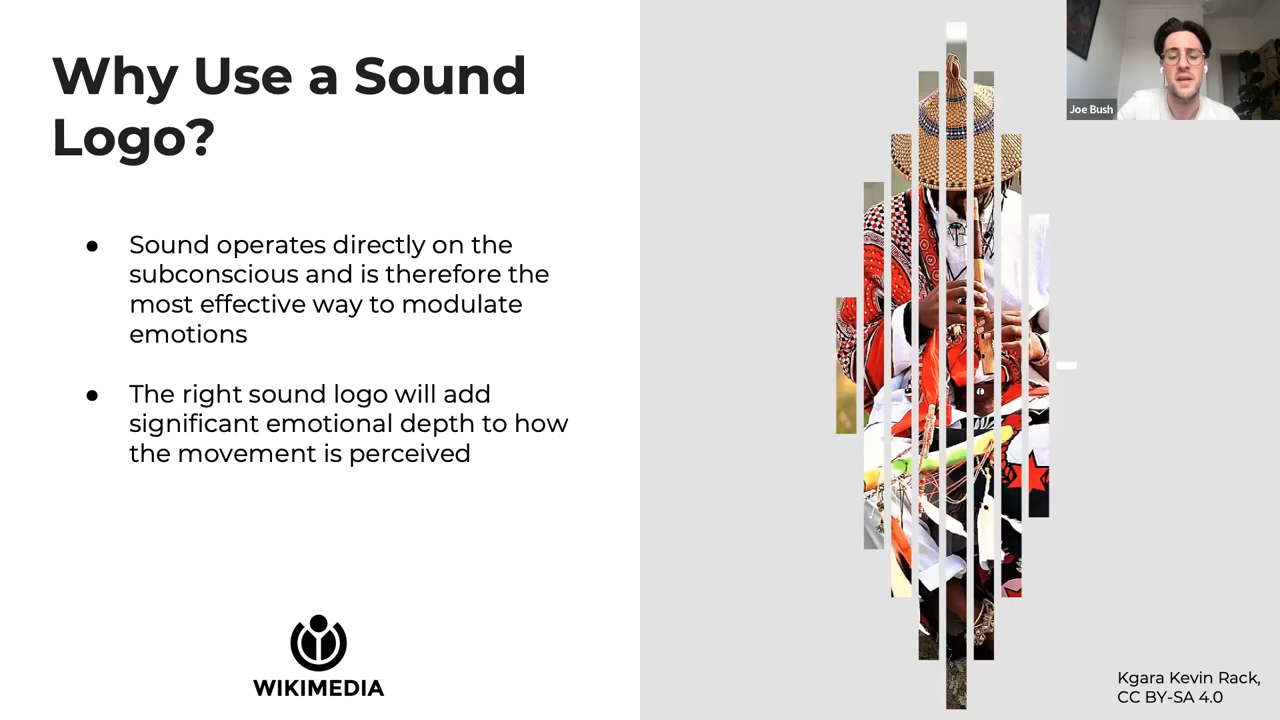 Why Use a Sound
Logo?
● Sound operates directly on the
subconscious and is therefore the
most effective way to modulate
emotions
● The right sound logo will add
significant emotional depth to how
the movement is perceived
WIKIMEDIA
Joe Bush
Kgara Kevin Rack,
CC BY-SA 4.0